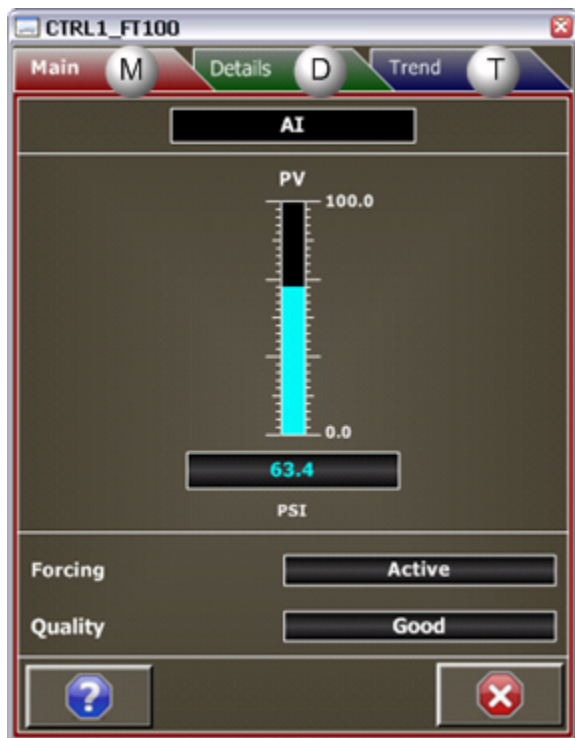 CTRL1_FT100
Main M Details D Trend T
AI
PV
100.0
0.0
63.4
PSI
Forcing Active
Quality Good
?